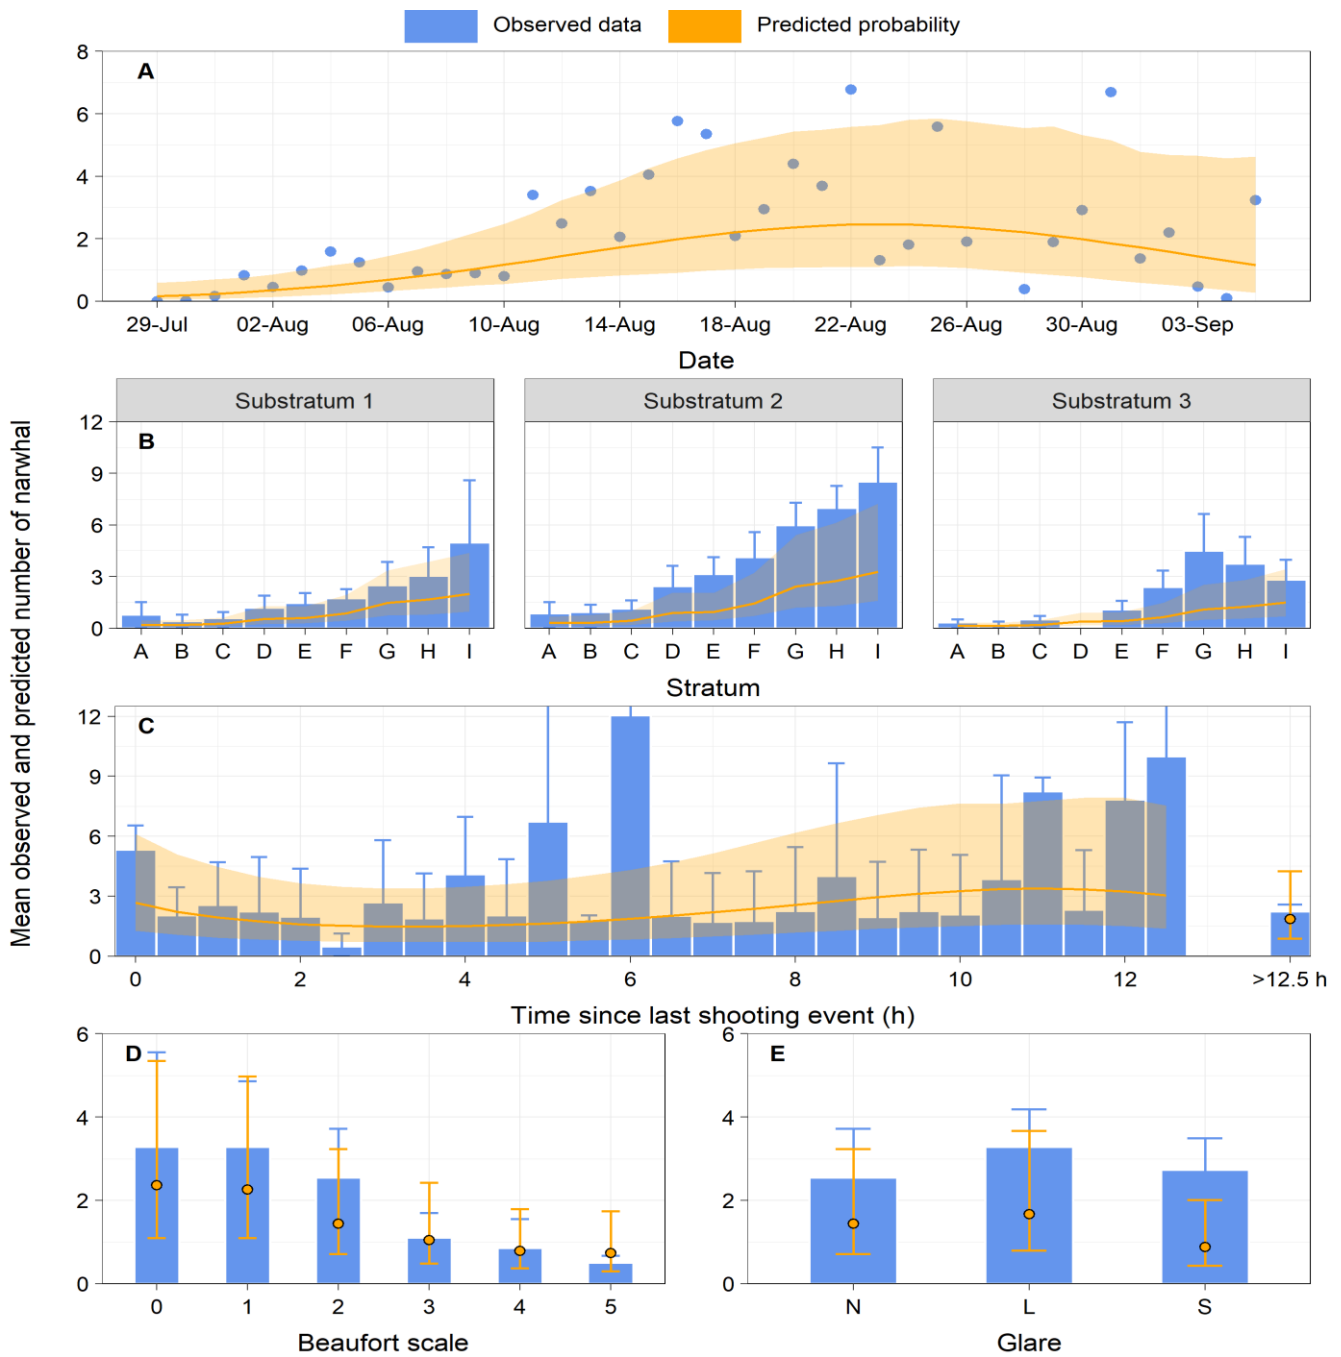 Observed data Predicted probability
A
8
6
4
2
0
29-Jul 02-Aug 06-Aug 10-Aug 14-Aug 18-Aug 22-Aug 26-Aug 30-Aug 03-Sep
Date
Mean observed and predicted number of narwhal
Substratum 1 Substratum 2 Substratum 3
B
12
9
6
3
0
A B C D E F G H I A B C D E F G H I A B C D E F G H I
Stratum
C
12
9
6
3
0
0 2 4 6 8 10 12 >12.5 h
Time since last shooting event (h)
D
6
4
2
0
0 1 2 3 4 5
Beaufort scale
E
6
4
2
0
N L S
Glare